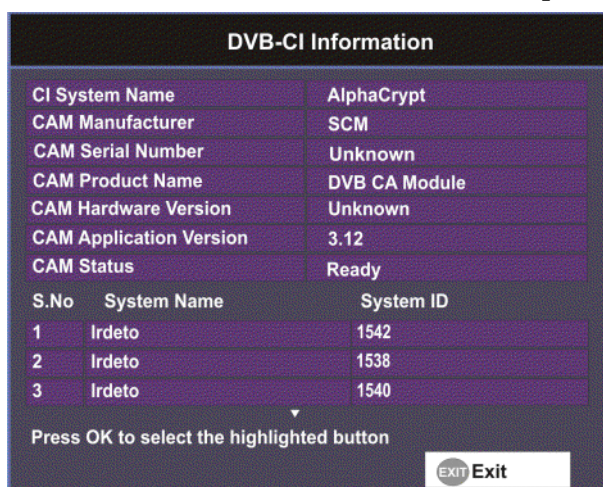 DVB-CI Information
CI System Name AlphaCrypt
CAM Manufacturer SCM
CAM Serial Number Unknown
CAM Product Name DVB CA Module
CAM Hardware Version Unknown
CAM Application Version 3.12
CAM Status Ready
S.No System Name System ID
1 Irdeto 1542
2 Irdeto 1538
3 Irdeto 1540
Press OK to select the highlighted button
EXIT Exit